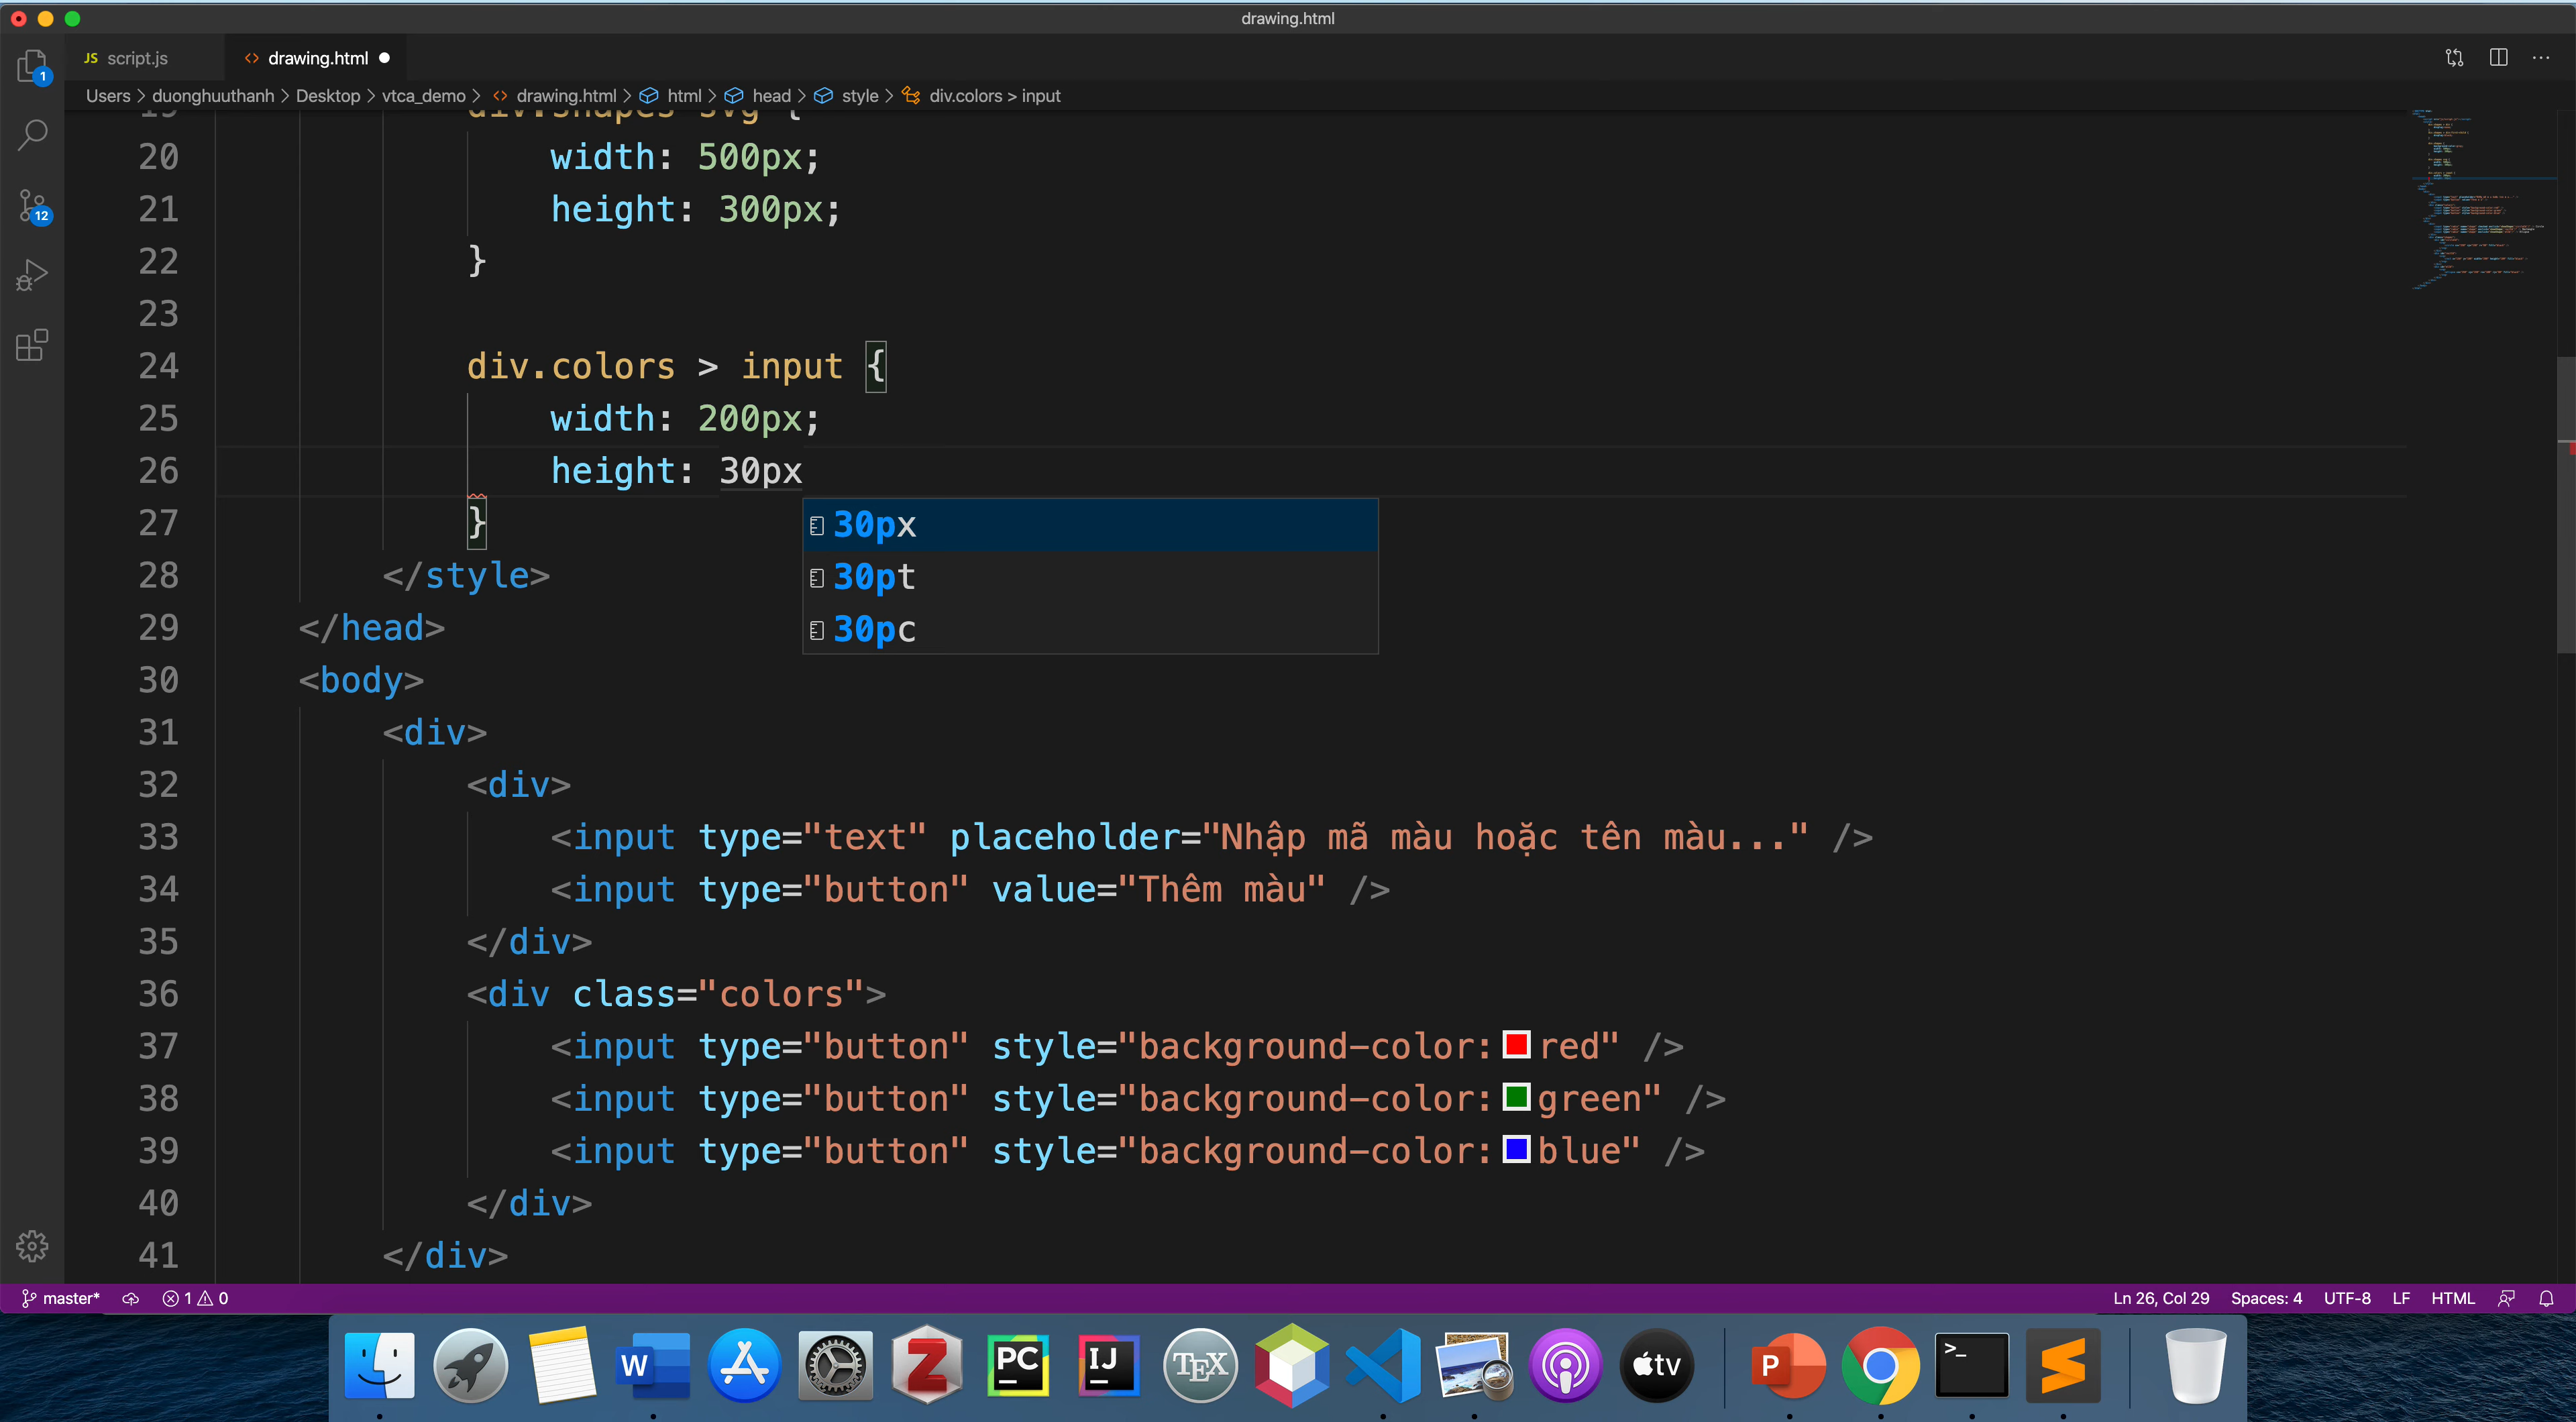 drawing.html
JS script.js
<> drawing.html
1
Users > duonghuuthanh > Desktop > vtca_demo > <> drawing.html > html > head > style > div.colors > input
19 div.shapes svg {
20 width: 500px;
21 height: 300px;
22 }
23
24 div.colors > input {
25 width: 200px;
26 height: 30px
27 }
30px
30pt
30pc
28 </style>
29 </head>
30 <body>
31 <div>
32 <div>
33 <input type="text" placeholder="Nhập mã màu hoặc tên màu..." />
34 <input type="button" value="Thêm màu" />
35 </div>
36 <div class="colors">
37 <input type="button" style="background-color:red" />
38 <input type="button" style="background-color:green" />
39 <input type="button" style="background-color:blue" />
40 </div>
41 </div>
12
master* 1 0
Ln 26, Col 29 Spaces: 4 UTF-8 LF HTML
W
Z
PC
IJ
TEX
tv
P
>_